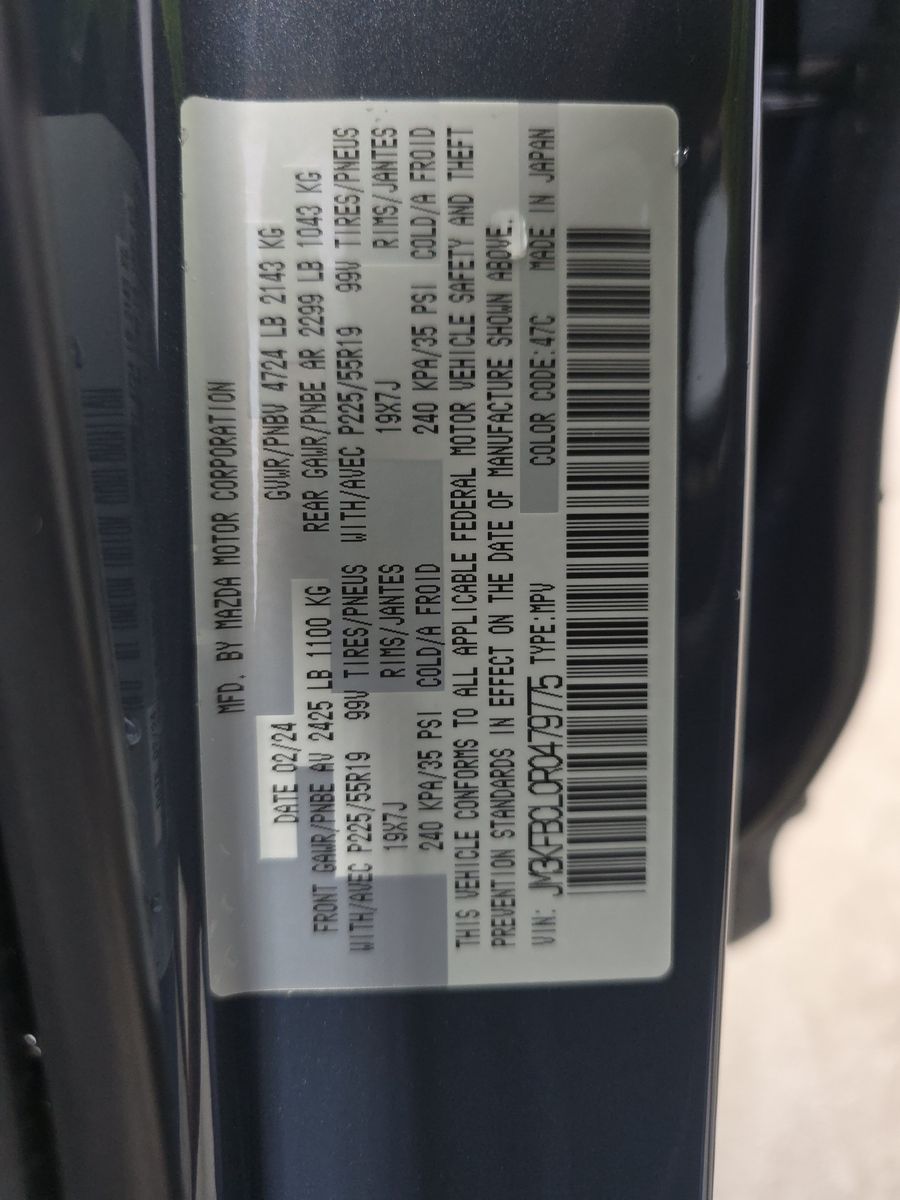 MFD. BY MAZDA MOTOR CORPORATION
DATE 02/24 GVWR/PNBV 4724 LB 2143 KG
FRONT GAWR/PNBE AV 2425 LB 1100 KG REAR GAWR/PNBE AR 2299 LB 1043 KG
WITH/AVEC P225/55R19 99V TIRES/PNEUS WITH/AVEC P225/55R19 99V TIRES/PNEUS
19X7J RIMS/JANTES 19X7J RIMS/JANTES
240 KPA/35 PSI COLD/A FROID 240 KPA/35 PSI COLD/A FROID
THIS VEHICLE CONFORMS TO ALL APPLICABLE FEDERAL MOTOR VEHICLE SAFETY AND THEFT
PREVENTION STANDARDS IN EFFECT ON THE DATE OF MANUFACTURE SHOWN ABOVE.
VIN: JM3KFBCL0R0479775 TYPE:MPV COLOR CODE:47C MADE IN JAPAN